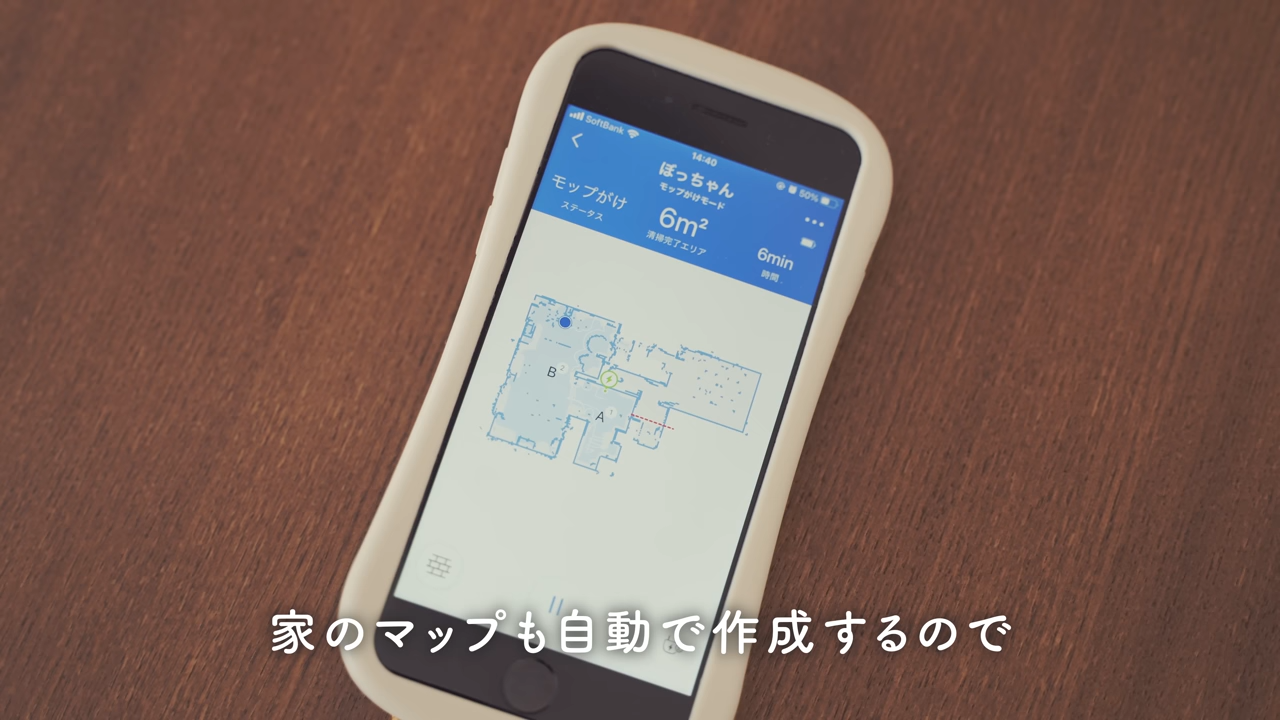 SoftBank
14:40
50%
ぼっちゃん
モップがけモード
モップがけ
ステータス
6m²
清掃完了エリア
6min
時間
B 2
A 1
家のマップも自動で作成するので